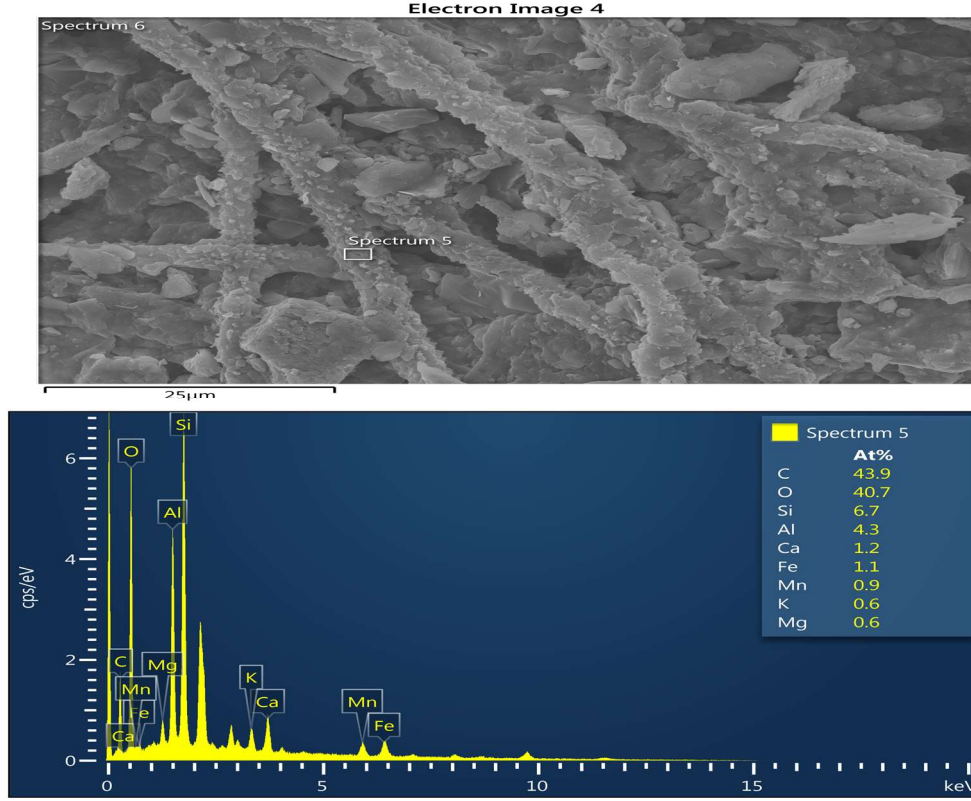 Electron Image 4
Spectrum 6
Spectrum 5
25µm
Si
O
6
Al
4
cps/eV
2
C
Mg
Mn
Fe
Ca
K
Ca
Mn
Fe
0
0
5
10
15
keV
Spectrum 5
At%
C 43.9
O 40.7
Si 6.7
Al 4.3
Ca 1.2
Fe 1.1
Mn 0.9
K 0.6
Mg 0.6